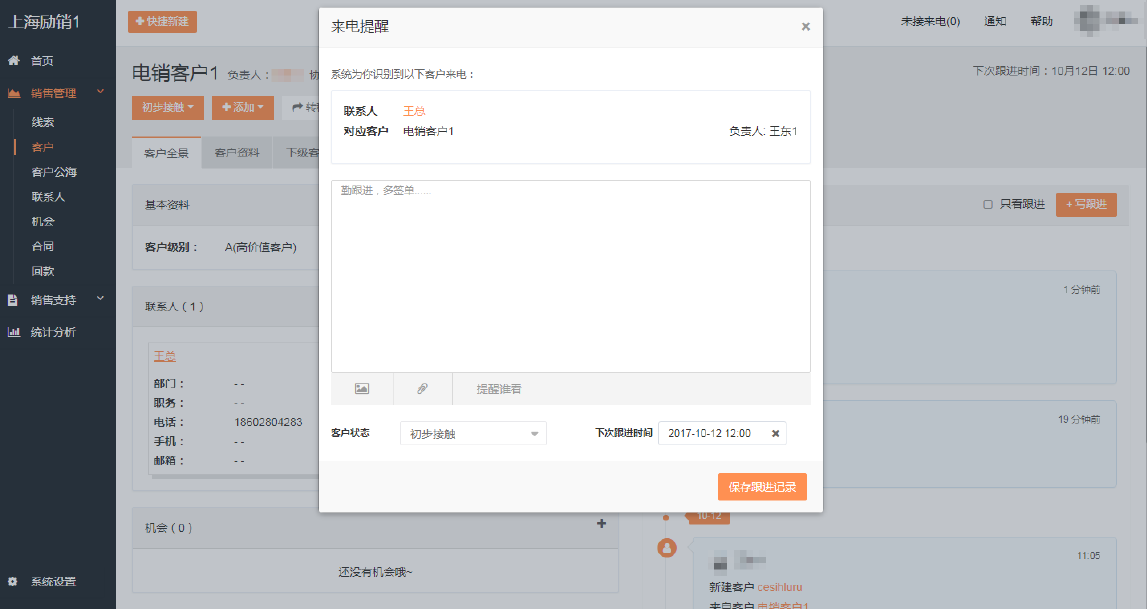 上海励销1
快捷新建
首页
销售管理
线索
客户
客户公海
联系人
机会
合同
回款
销售支持
统计分析
系统设置
未接来电(0)
通知
帮助
电销客户1
负责人：
协
下次跟进时间：10月12日 12:00
初步接触
添加
客户全景
客户资料
下级客
基本资料
客户级别： A(高价值客户)
联系人 ( 1 )
王总
部门： - -
职务： - -
电话： 18602804283
手机： - -
邮箱： - -
机会 ( 0 )
+
还没有机会哦~
来电提醒
×
系统为你识别到以下客户来电：
联系人 王总
对应客户 电销客户1
负责人: 王东1
勤跟进，多签单......
提醒谁看
客户状态 初步接触
下次跟进时间 2017-10-12 12:00 ×
保存跟进记录
只看跟进
+ 写跟进
1 分钟前
19 分钟前
10-12
11:05
新建客户 cesihluru
来自客户 电销客户1